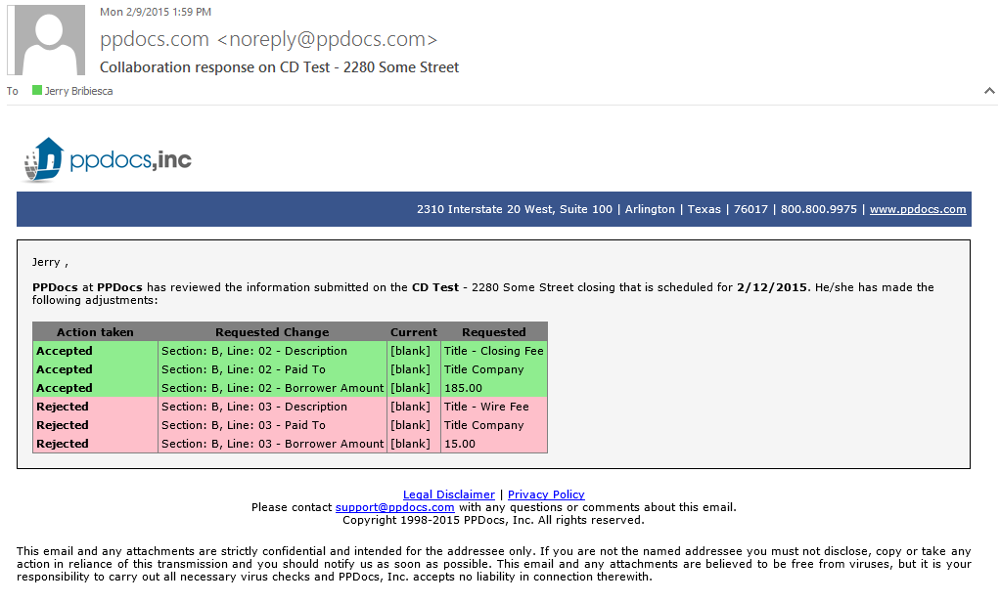 Mon 2/9/2015 1:59 PM
ppdocs.com <noreply@ppdocs.com>
Collaboration response on CD Test - 2280 Some Street
To Jerry Bribiesca
ppdocs,inc
2310 Interstate 20 West, Suite 100 | Arlington | Texas | 76017 | 800.800.9975 | www.ppdocs.com
Jerry ,
PPDocs at PPDocs has reviewed the information submitted on the CD Test - 2280 Some Street closing that is scheduled for 2/12/2015. He/she has made the
following adjustments:
Action taken Requested Change Current Requested
Accepted Section: B, Line: 02 - Description [blank] Title - Closing Fee
Accepted Section: B, Line: 02 - Paid To [blank] Title Company
Accepted Section: B, Line: 02 - Borrower Amount [blank] 185.00
Rejected Section: B, Line: 03 - Description [blank] Title - Wire Fee
Rejected Section: B, Line: 03 - Paid To [blank] Title Company
Rejected Section: B, Line: 03 - Borrower Amount [blank] 15.00
Legal Disclaimer | Privacy Policy
Please contact support@ppdocs.com with any questions or comments about this email.
Copyright 1998-2015 PPDocs, Inc. All rights reserved.
This email and any attachments are strictly confidential and intended for the addressee only. If you are not the named addressee you must not disclose, copy or take any
action in reliance of this transmission and you should notify us as soon as possible. This email and any attachments are believed to be free from viruses, but it is your
responsibility to carry out all necessary virus checks and PPDocs, Inc. accepts no liability in connection therewith.